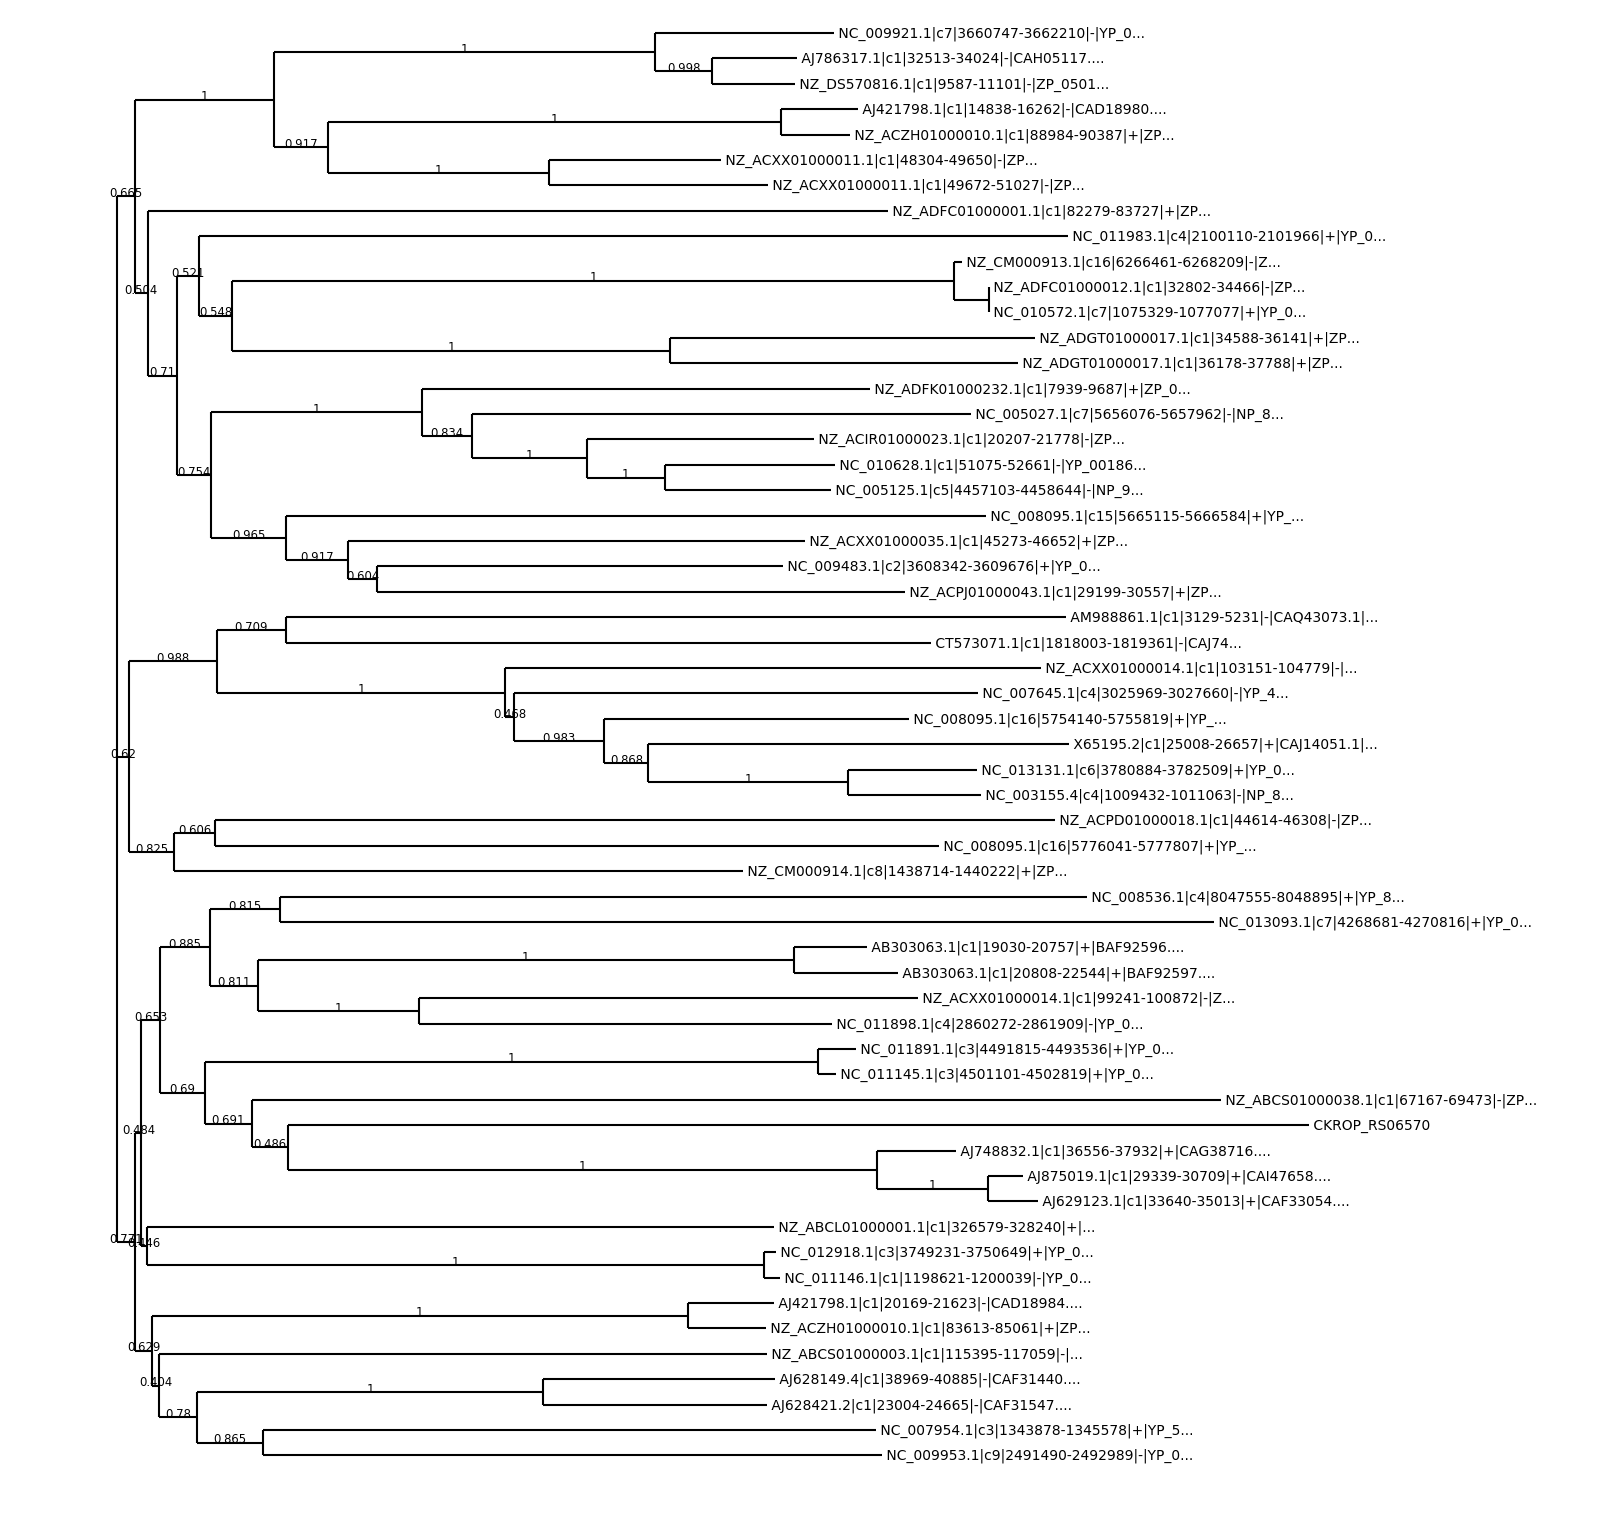 NC_009921.1|c7|3660747-3662210|-|YP_0...
1
AJ786317.1|c1|32513-34024|-|CAH05117....
0.998
NZ_DS570816.1|c1|9587-11101|-|ZP_0501...
1
AJ421798.1|c1|14838-16262|-|CAD18980....
1
NZ_ACZH01000010.1|c1|88984-90387|+|ZP...
0.917
NZ_ACXX01000011.1|c1|48304-49650|-|ZP...
1
NZ_ACXX01000011.1|c1|49672-51027|-|ZP...
0.665
NZ_ADFC01000001.1|c1|82279-83727|+|ZP...
NC_011983.1|c4|2100110-2101966|+|YP_0...
NZ_CM000913.1|c16|6266461-6268209|-|Z...
0.521
1
NZ_ADFC01000012.1|c1|32802-34466|-|ZP...
0.504
NC_010572.1|c7|1075329-1077077|+|YP_0...
0.548
NZ_ADGT01000017.1|c1|34588-36141|+|ZP...
1
NZ_ADGT01000017.1|c1|36178-37788|+|ZP...
0.71
NZ_ADFK01000232.1|c1|7939-9687|+|ZP_0...
1
NC_005027.1|c7|5656076-5657962|-|NP_8...
0.834
NZ_ACIR01000023.1|c1|20207-21778|-|ZP...
1
NC_010628.1|c1|51075-52661|-|YP_00186...
0.754
1
NC_005125.1|c5|4457103-4458644|-|NP_9...
NC_008095.1|c15|5665115-5666584|+|YP_...
0.965
NZ_ACXX01000035.1|c1|45273-46652|+|ZP...
0.917
NC_009483.1|c2|3608342-3609676|+|YP_0...
0.604
NZ_ACPJ01000043.1|c1|29199-30557|+|ZP...
AM988861.1|c1|3129-5231|-|CAQ43073.1|...
0.709
CT573071.1|c1|1818003-1819361|-|CAJ74...
0.988
NZ_ACXX01000014.1|c1|103151-104779|-|...
1
NC_007645.1|c4|3025969-3027660|-|YP_4...
0.468
NC_008095.1|c16|5754140-5755819|+|YP_...
0.983
X65195.2|c1|25008-26657|+|CAJ14051.1|...
0.62
0.868
NC_013131.1|c6|3780884-3782509|+|YP_0...
1
NC_003155.4|c4|1009432-1011063|-|NP_8...
NZ_ACPD01000018.1|c1|44614-46308|-|ZP...
0.606
NC_008095.1|c16|5776041-5777807|+|YP_...
0.825
NZ_CM000914.1|c8|1438714-1440222|+|ZP...
NC_008536.1|c4|8047555-8048895|+|YP_8...
0.815
NC_013093.1|c7|4268681-4270816|+|YP_0...
0.885
AB303063.1|c1|19030-20757|+|BAF92596....
1
AB303063.1|c1|20808-22544|+|BAF92597....
0.811
NZ_ACXX01000014.1|c1|99241-100872|-|Z...
1
0.653
NC_011898.1|c4|2860272-2861909|-|YP_0...
NC_011891.1|c3|4491815-4493536|+|YP_0...
1
NC_011145.1|c3|4501101-4502819|+|YP_0...
0.69
NZ_ABCS01000038.1|c1|67167-69473|-|ZP...
0.691
CKROP_RS06570
0.484
0.486
AJ748832.1|c1|36556-37932|+|CAG38716....
1
AJ875019.1|c1|29339-30709|+|CAI47658....
1
AJ629123.1|c1|33640-35013|+|CAF33054....
NZ_ABCL01000001.1|c1|326579-328240|+|...
0.446
NC_012918.1|c3|3749231-3750649|+|YP_0...
1
NC_011146.1|c1|1198621-1200039|-|YP_0...
AJ421798.1|c1|20169-21623|-|CAD18984....
1
NZ_ACZH01000010.1|c1|83613-85061|+|ZP...
0.629
NZ_ABCS01000003.1|c1|115395-117059|-|...
0.404
AJ628149.4|c1|38969-40885|-|CAF31440....
1
AJ628421.2|c1|23004-24665|-|CAF31547....
0.78
NC_007954.1|c3|1343878-1345578|+|YP_5...
0.865
NC_009953.1|c9|2491490-2492989|-|YP_0...